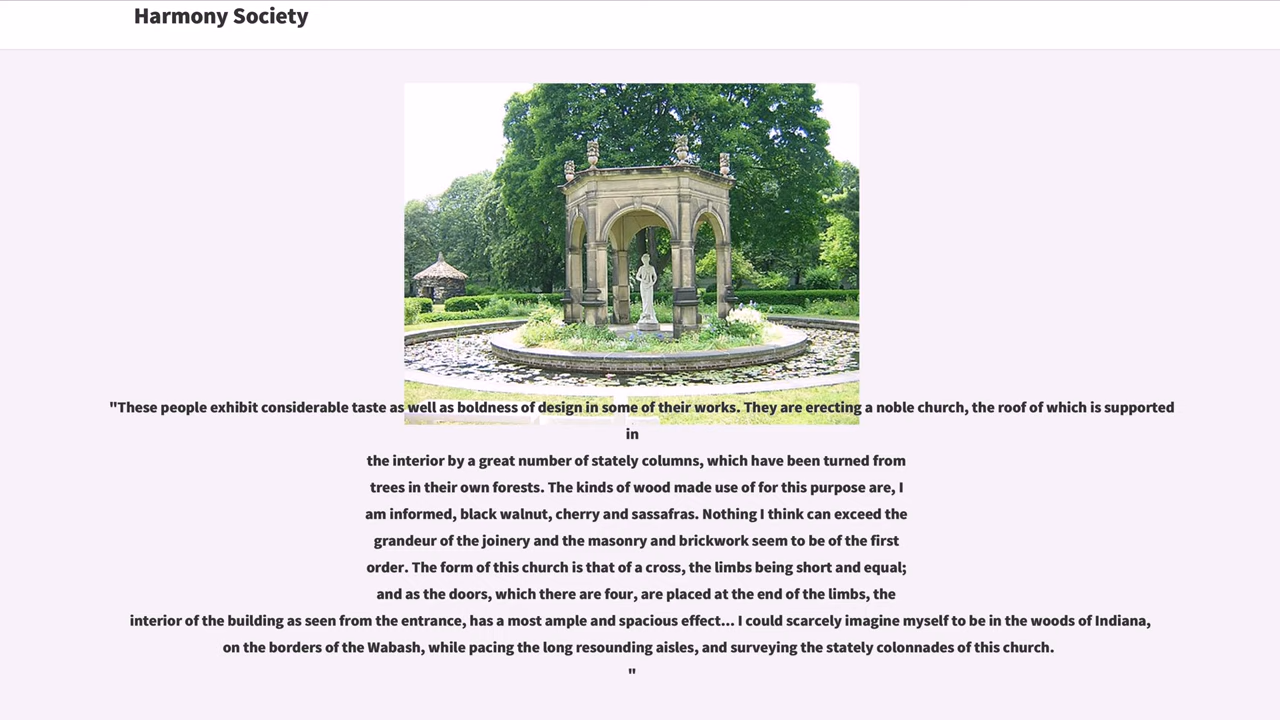 Harmony Society
"These people exhibit considerable taste as well as boldness of design in some of their works. They are erecting a noble church, the roof of which is supported
in
the interior by a great number of stately columns, which have been turned from
trees in their own forests. The kinds of wood made use of for this purpose are, I
am informed, black walnut, cherry and sassafras. Nothing I think can exceed the
grandeur of the joinery and the masonry and brickwork seem to be of the first
order. The form of this church is that of a cross, the limbs being short and equal;
and as the doors, which there are four, are placed at the end of the limbs, the
interior of the building as seen from the entrance, has a most ample and spacious effect... I could scarcely imagine myself to be in the woods of Indiana,
on the borders of the Wabash, while pacing the long resounding aisles, and surveying the stately colonnades of this church.
"